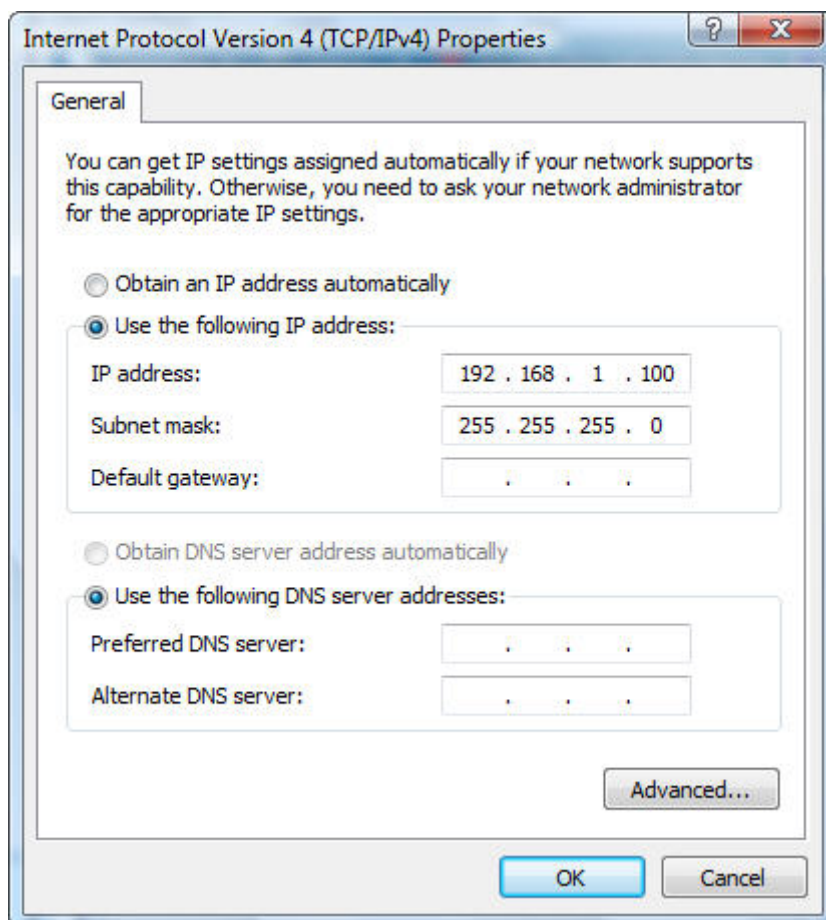 Internet Protocol Version 4 (TCP/IPv4) Properties
General
You can get IP settings assigned automatically if your network supports
this capability. Otherwise, you need to ask your network administrator
for the appropriate IP settings.
Obtain an IP address automatically
Use the following IP address:
IP address: 192 . 168 . 1 . 100
Subnet mask: 255 . 255 . 255 . 0
Default gateway: . . .
Obtain DNS server address automatically
Use the following DNS server addresses:
Preferred DNS server: . . .
Alternate DNS server: . . .
Advanced...
OK Cancel